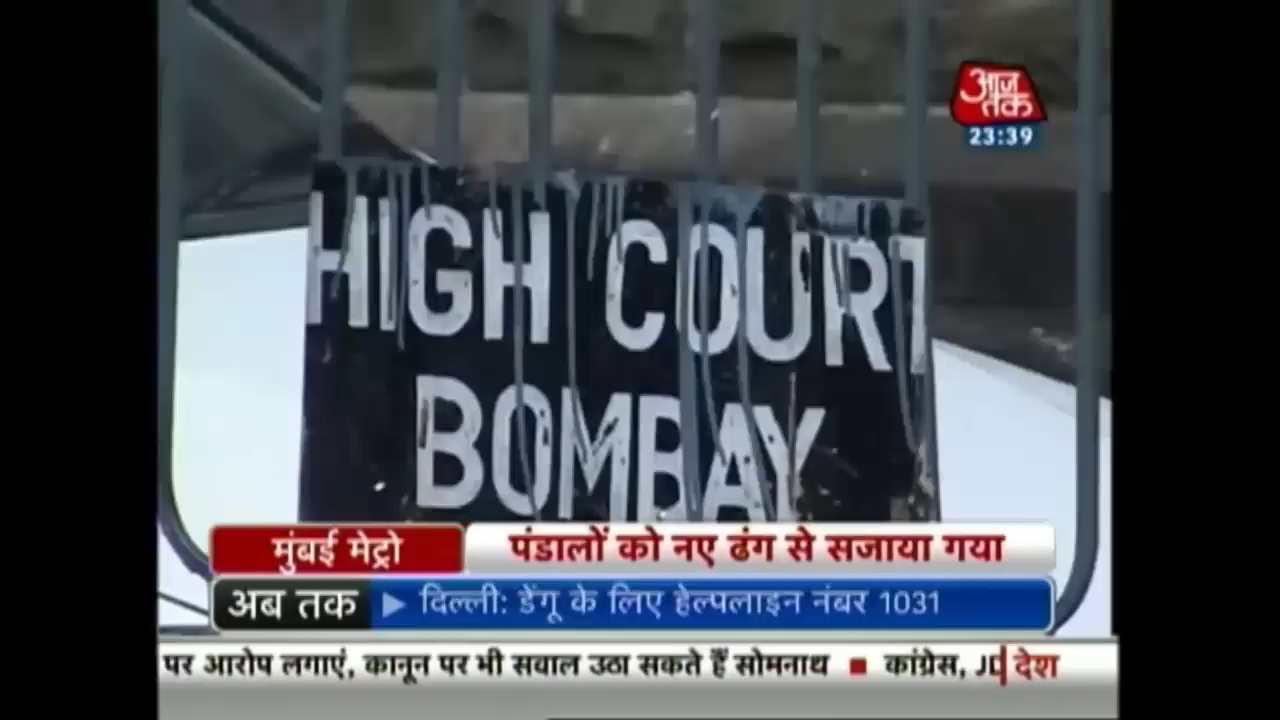 आज
तक
23:39
HIGH COURT
BOMBAY
मुंबई मेट्रो
पंडालों को नए ढंग से सजाया गया
अब तक
दिल्ली: डेंगू के लिए हेल्पलाइन नंबर 1031
पर आरोप लगाएं, कानून पर भी सवाल उठा सकते हैं सोमनाथ ■ कांग्रेस, JD देश